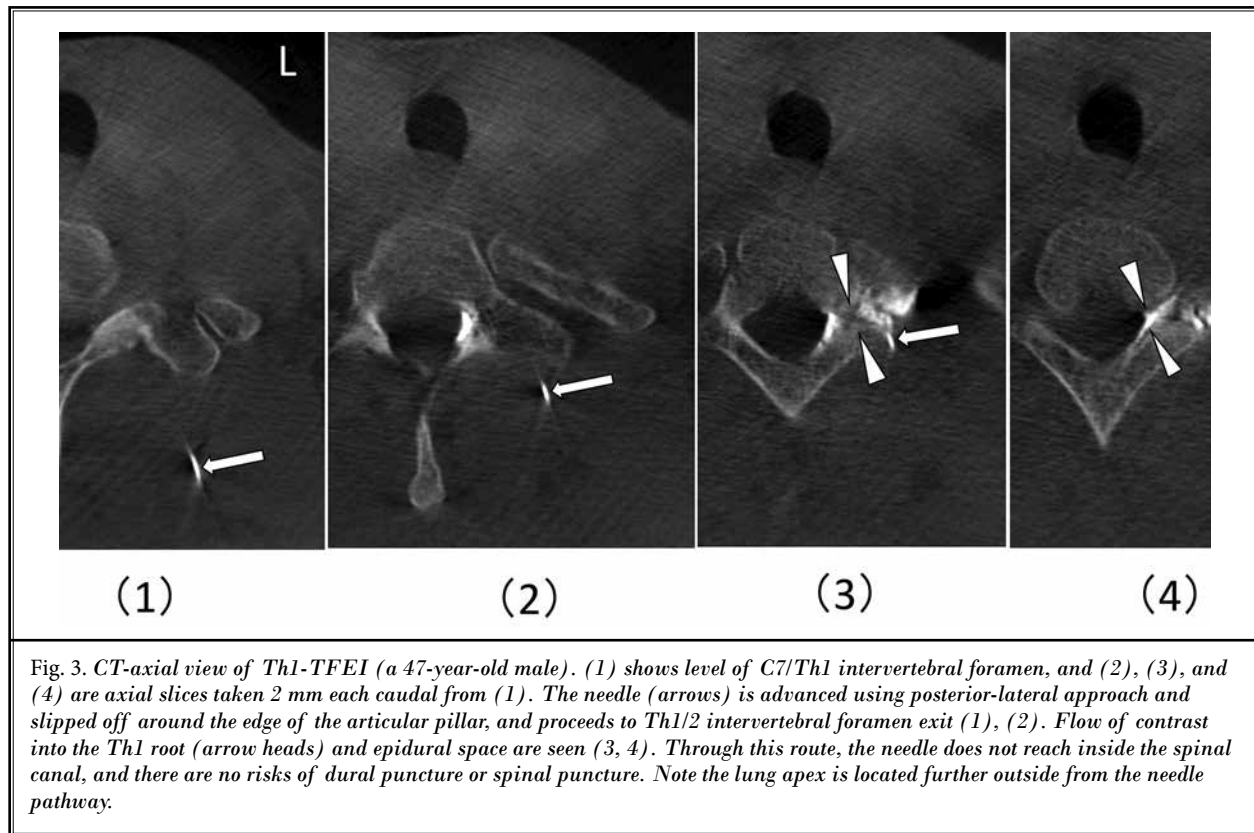 L
(1)
(2)
(3)
(4)
Fig. 3. CT-axial view of Th1-TFEI (a 47-year-old male). (1) shows level of C7/Th1 intervertebral foramen, and (2), (3), and
(4) are axial slices taken 2 mm each caudal from (1). The needle (arrows) is advanced using posterior-lateral approach and
slipped off around the edge of the articular pillar, and proceeds to Th1/2 intervertebral foramen exit (1), (2). Flow of contrast
into the Th1 root (arrow heads) and epidural space are seen (3, 4). Through this route, the needle does not reach inside the spinal
canal, and there are no risks of dural puncture or spinal puncture. Note the lung apex is located further outside from the needle
pathway.